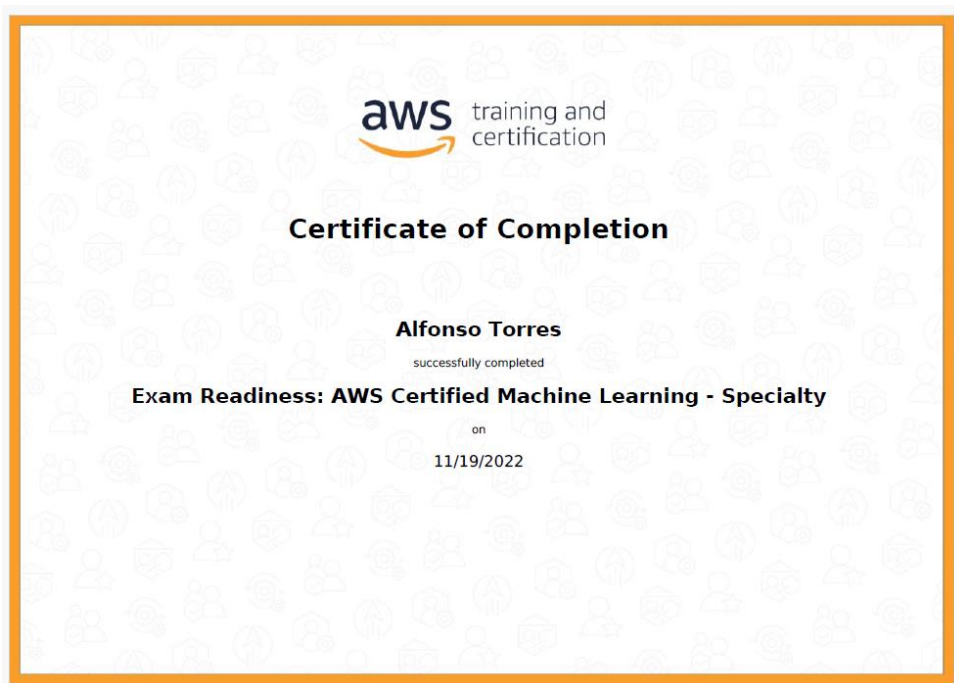 aws training and
certification
Certificate of Completion
Alfonso Torres
successfully completed
Exam Readiness: AWS Certified Machine Learning - Specialty
on
11/19/2022